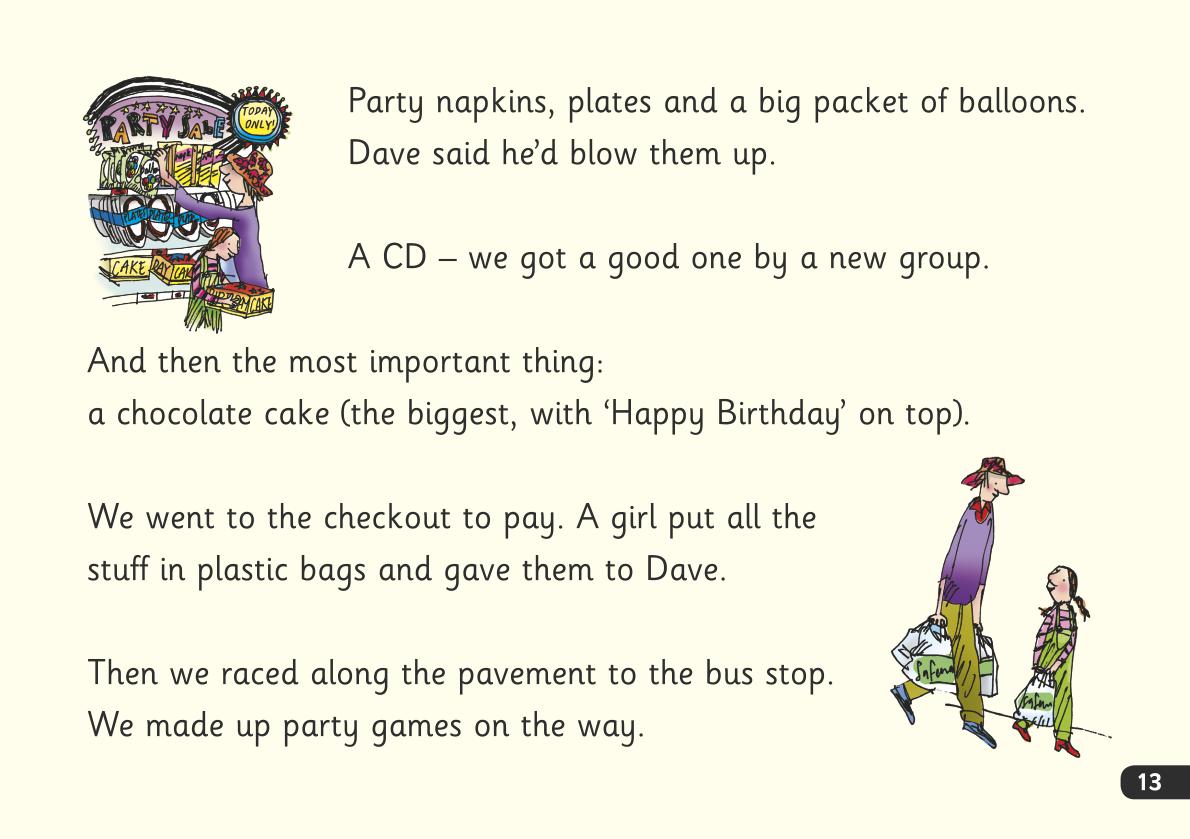 PARTY SALE
TODAY
ONLY!
PLATES
CAKE
CAKE
Party napkins, plates and a big packet of balloons.
Dave said he’d blow them up.
A CD – we got a good one by a new group.
And then the most important thing:
a chocolate cake (the biggest, with ‘Happy Birthday’ on top).
We went to the checkout to pay. A girl put all the
stuff in plastic bags and gave them to Dave.
Then we raced along the pavement to the bus stop.
We made up party games on the way.
13